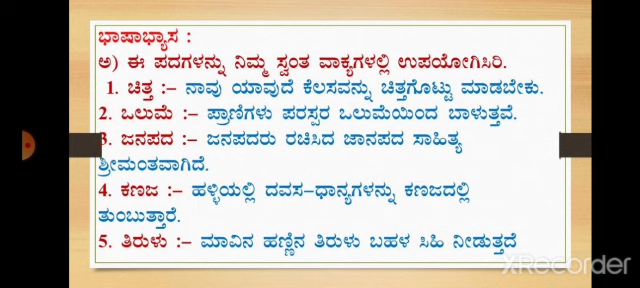 ಭಾಷಾಭ್ಯಾಸ :
ಅ) ಈ ಪದಗಳನ್ನು ನಿಮ್ಮ ಸ್ವಂತ ವಾಕ್ಯಗಳಲ್ಲಿ ಉಪಯೋಗಿಸಿರಿ.
1. ಚಿತ್ತ :– ನಾವು ಯಾವುದೆ ಕೆಲಸವನ್ನು ಚಿತ್ತಗೊಟ್ಟು ಮಾಡಬೇಕು.
2. ಒಲುಮೆ :– ಪ್ರಾಣಿಗಳು ಪರಸ್ಪರ ಒಲುಮೆಯಿಂದ ಬಾಳುತ್ತವೆ.
3. ಜನಪದ :– ಜನಪದರು ರಚಿಸಿದ ಜಾನಪದ ಸಾಹಿತ್ಯ
ಶ್ರೀಮಂತವಾಗಿದೆ.
4. ಕಣಜ :– ಹಳ್ಳಿಯಲ್ಲಿ ದವಸ–ಧಾನ್ಯಗಳನ್ನು ಕಣಜದಲ್ಲಿ
ತುಂಬುತ್ತಾರೆ.
5. ತಿರುಳು :– ಮಾವಿನ ಹಣ್ಣಿನ ತಿರುಳು ಬಹಳ ಸಿಹಿ ನೀಡುತ್ತದೆ
XRecorder